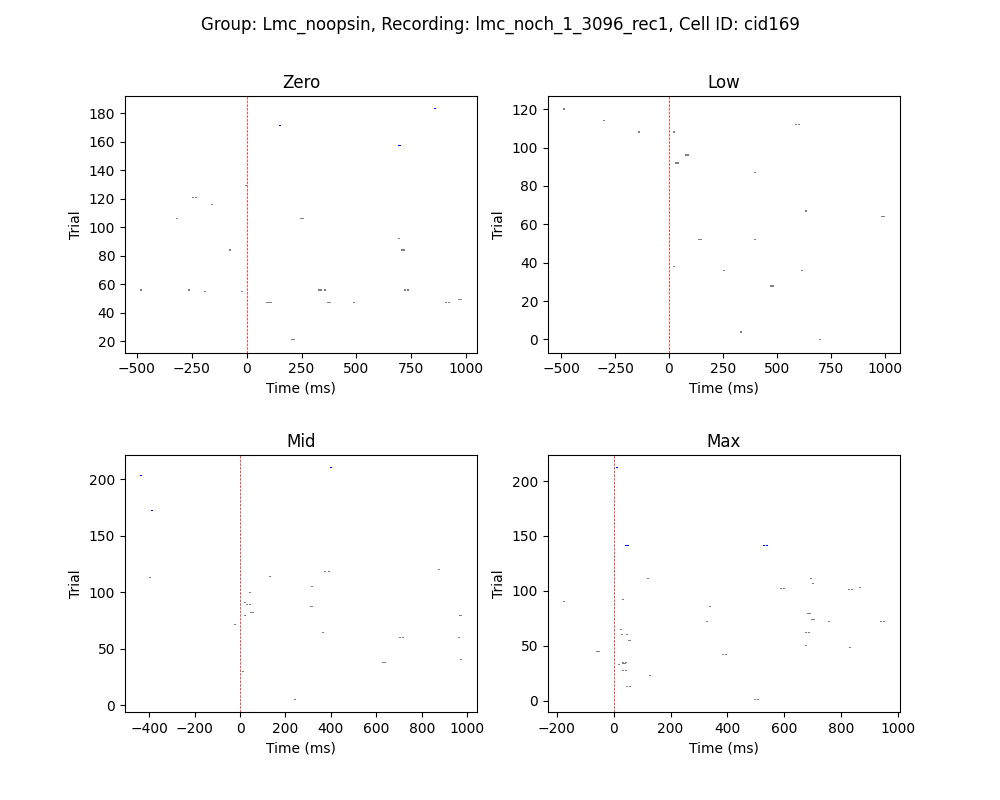 Group: Lmc_noopsin, Recording: lmc_noch_1_3096_rec1, Cell ID: cid169
Zero
Low
Trial
180
160
140
120
100
80
60
40
20
−500 −250 0 250 500 750 1000
Time (ms)
Trial
120
100
80
60
40
20
0
−500 −250 0 250 500 750 1000
Time (ms)
Mid
Max
Trial
200
150
100
50
0
−400 −200 0 200 400 600 800 1000
Time (ms)
Trial
200
150
100
50
0
−200 0 200 400 600 800 1000
Time (ms)